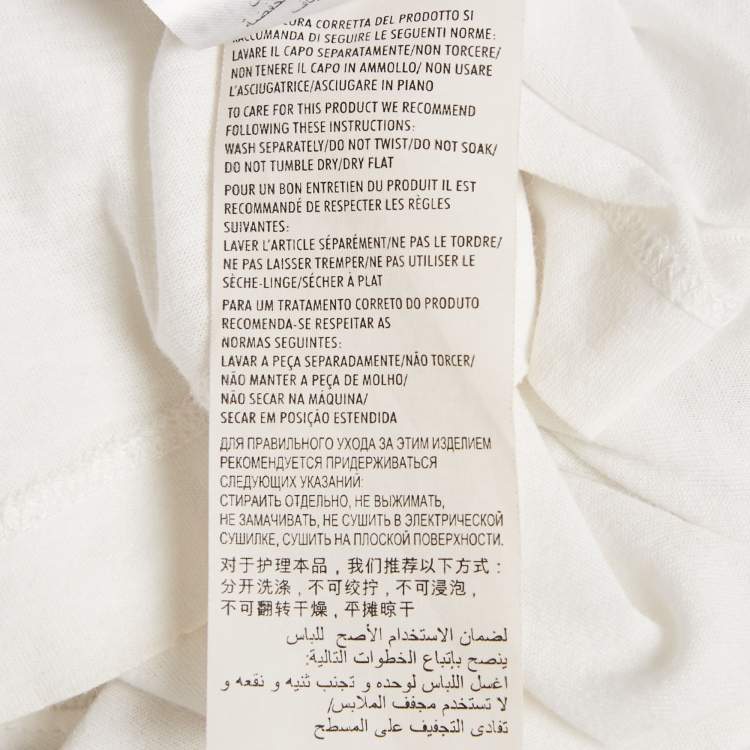 CURA CORRETTA DEL PRODOTTO SI
RACCOMANDA DI SEGUIRE LE SEGUENTI NORME:
LAVARE IL CAPO SEPARATAMENTE/NON TORCERE/
NON TENERE IL CAPO IN AMMOLLO/ NON USARE
L'ASCIUGATRICE/ASCIUGARE IN PIANO
TO CARE FOR THIS PRODUCT WE RECOMMEND
FOLLOWING THESE INSTRUCTIONS:
WASH SEPARATELY/DO NOT TWIST/DO NOT SOAK/
DO NOT TUMBLE DRY/DRY FLAT
POUR UN BON ENTRETIEN DU PRODUIT IL EST
RECOMMANDÉ DE RESPECTER LES RÈGLES
SUIVANTES:
LAVER L'ARTICLE SÉPARÉMENT/NE PAS LE TORDRE/
NE PAS LAISSER TREMPER/NE PAS UTILISER LE
SÈCHE-LINGE/SÉCHER À PLAT
PARA UM TRATAMENTO CORRETO DO PRODUTO
RECOMENDA-SE RESPEITAR AS
NORMAS SEGUINTES:
LAVAR A PEÇA SEPARADAMENTE/NÃO TORCER/
NÃO MANTER A PEÇA DE MOLHO/
NÃO SECAR NA MÁQUINA/
SECAR EM POSIÇÃO ESTENDIDA
ДЛЯ ПРАВИЛЬНОГО УХОДА ЗА ЭТИМ ИЗДЕЛИЕМ
РЕКОМЕНДУЕТСЯ ПРИДЕРЖИВАТЬСЯ
СЛЕДУЮЩИХ УКАЗАНИЙ:
СТИРАИТЬ ОТДЕЛЬНО, НЕ ВЫЖИМАТЬ,
НЕ ЗАМАЧИВАТЬ, НЕ СУШИТЬ В ЭЛЕКТРИЧЕСКОЙ
СУШИЛКЕ, СУШИТЬ НА ПЛОСКОЙ ПОВЕРХНОСТИ.
对于护理本品，我们推荐以下方式：
分开洗涤，不可绞拧，不可浸泡，
不可翻转干燥，平摊晾干
لضمان الاستخدام الأصح للباس
ينصح بإتباع الخطوات التالية:
اغسل اللباس لوحده و تجنب ثنيه و نقعه و
لا تستخدم مجفف الملابس/
تفادى التجفيف على المسطح